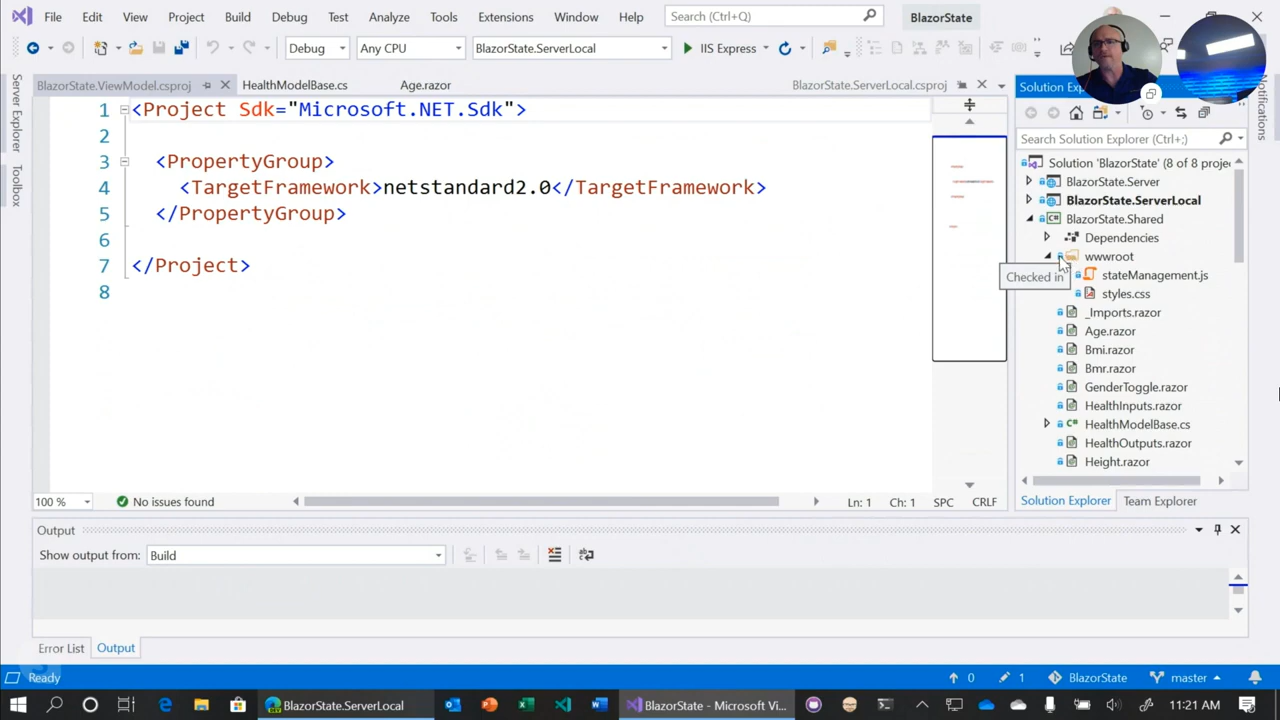 File Edit View Project Build Debug Test Analyze Tools Extensions Window Help Search (Ctrl+Q) BlazorState
Debug Any CPU BlazorState.ServerLocal IIS Express
BlazorState.ViewModel.csproj HealthModelBase.cs Age.razor BlazorState.ServerLocal.csproj
Server Explorer
Toolbox
1 <Project Sdk="Microsoft.NET.Sdk">
2
3 <PropertyGroup>
4 <TargetFramework>netstandard2.0</TargetFramework>
5 </PropertyGroup>
6
7 </Project>
8
100 % No issues found Ln: 1 Ch: 1 SPC CRLF
Solution Ex
Search Solution Explorer (Ctrl+;)
Solution 'BlazorState' (8 of 8 proje
BlazorState.Server
BlazorState.ServerLocal
BlazorState.Shared
Dependencies
wwwroot
Checked in
stateManagement.js
styles.css
_Imports.razor
Age.razor
Bmi.razor
Bmr.razor
GenderToggle.razor
HealthInputs.razor
HealthModelBase.cs
HealthOutputs.razor
Height.razor
Solution Explorer Team Explorer
Notifications
Output
Show output from: Build
Error List Output
Ready 0 1 BlazorState master
BlazorState.ServerLocal BlazorState - Microsoft Vi... 11:21 AM